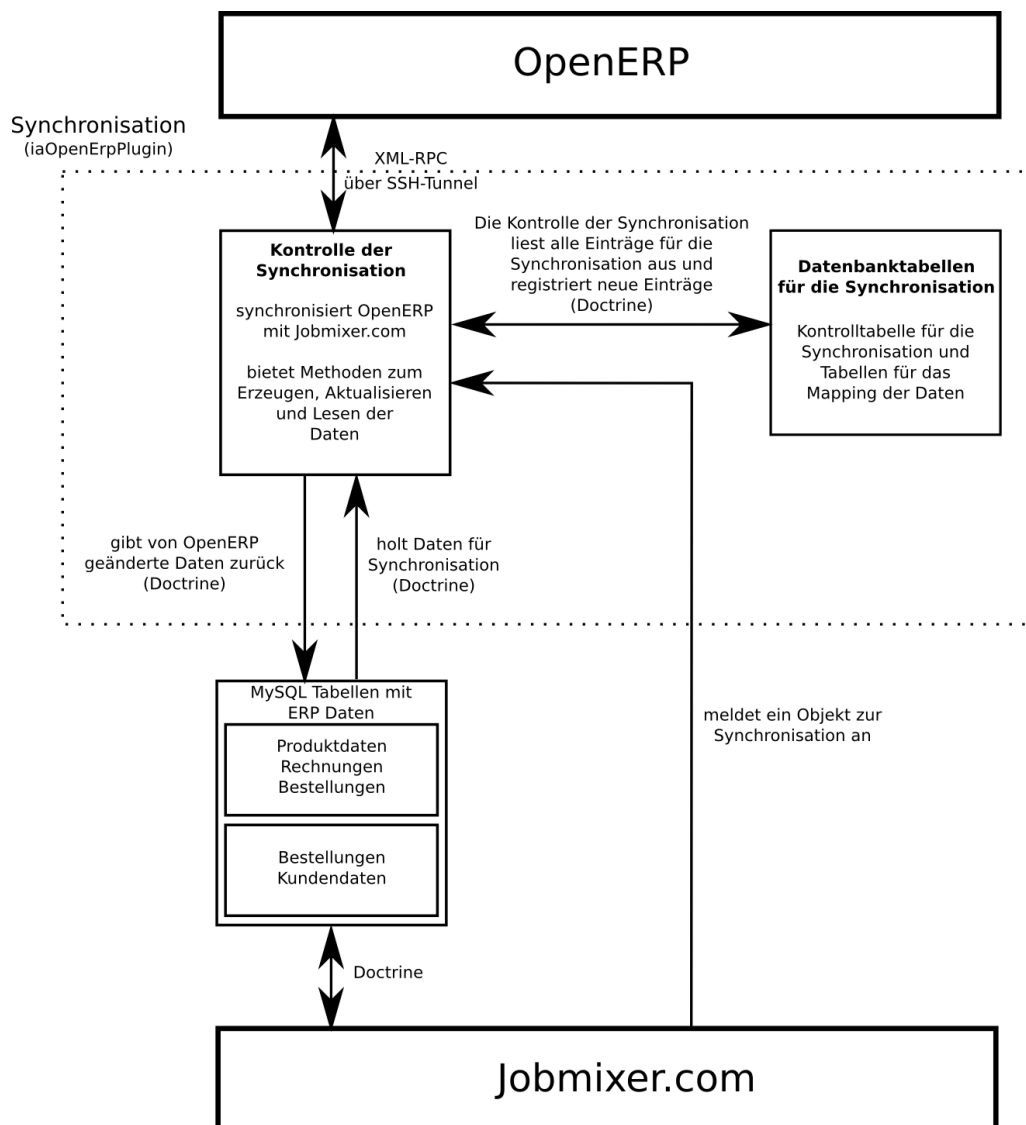 OpenERP
Synchronisation
(iaOpenErpPlugin)
XML-RPC
über SSH-Tunnel
Kontrolle der
Synchronisation
synchronisiert OpenERP
mit Jobmixer.com
bietet Methoden zum
Erzeugen, Aktualisieren
und Lesen der
Daten
Die Kontrolle der Synchronisation
liest alle Einträge für die
Synchronisation aus und
registriert neue Einträge
(Doctrine)
Datenbanktabellen
für die Synchronisation
Kontrolltabelle für die
Synchronisation und
Tabellen für das
Mapping der Daten
gibt von OpenERP
geänderte Daten zurück
(Doctrine)
holt Daten für
Synchronisation
(Doctrine)
MySQL Tabellen mit
ERP Daten
Produktdaten
Rechnungen
Bestellungen
Bestellungen
Kundendaten
meldet ein Objekt zur
Synchronisation an
Doctrine
Jobmixer.com